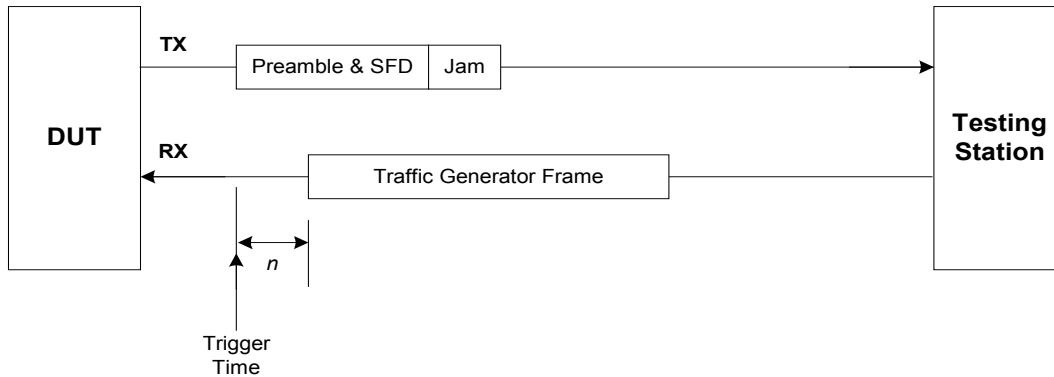 TX
Preamble & SFD
Jam
DUT
Testing
Station
RX
Traffic Generator Frame
n
Trigger
Time